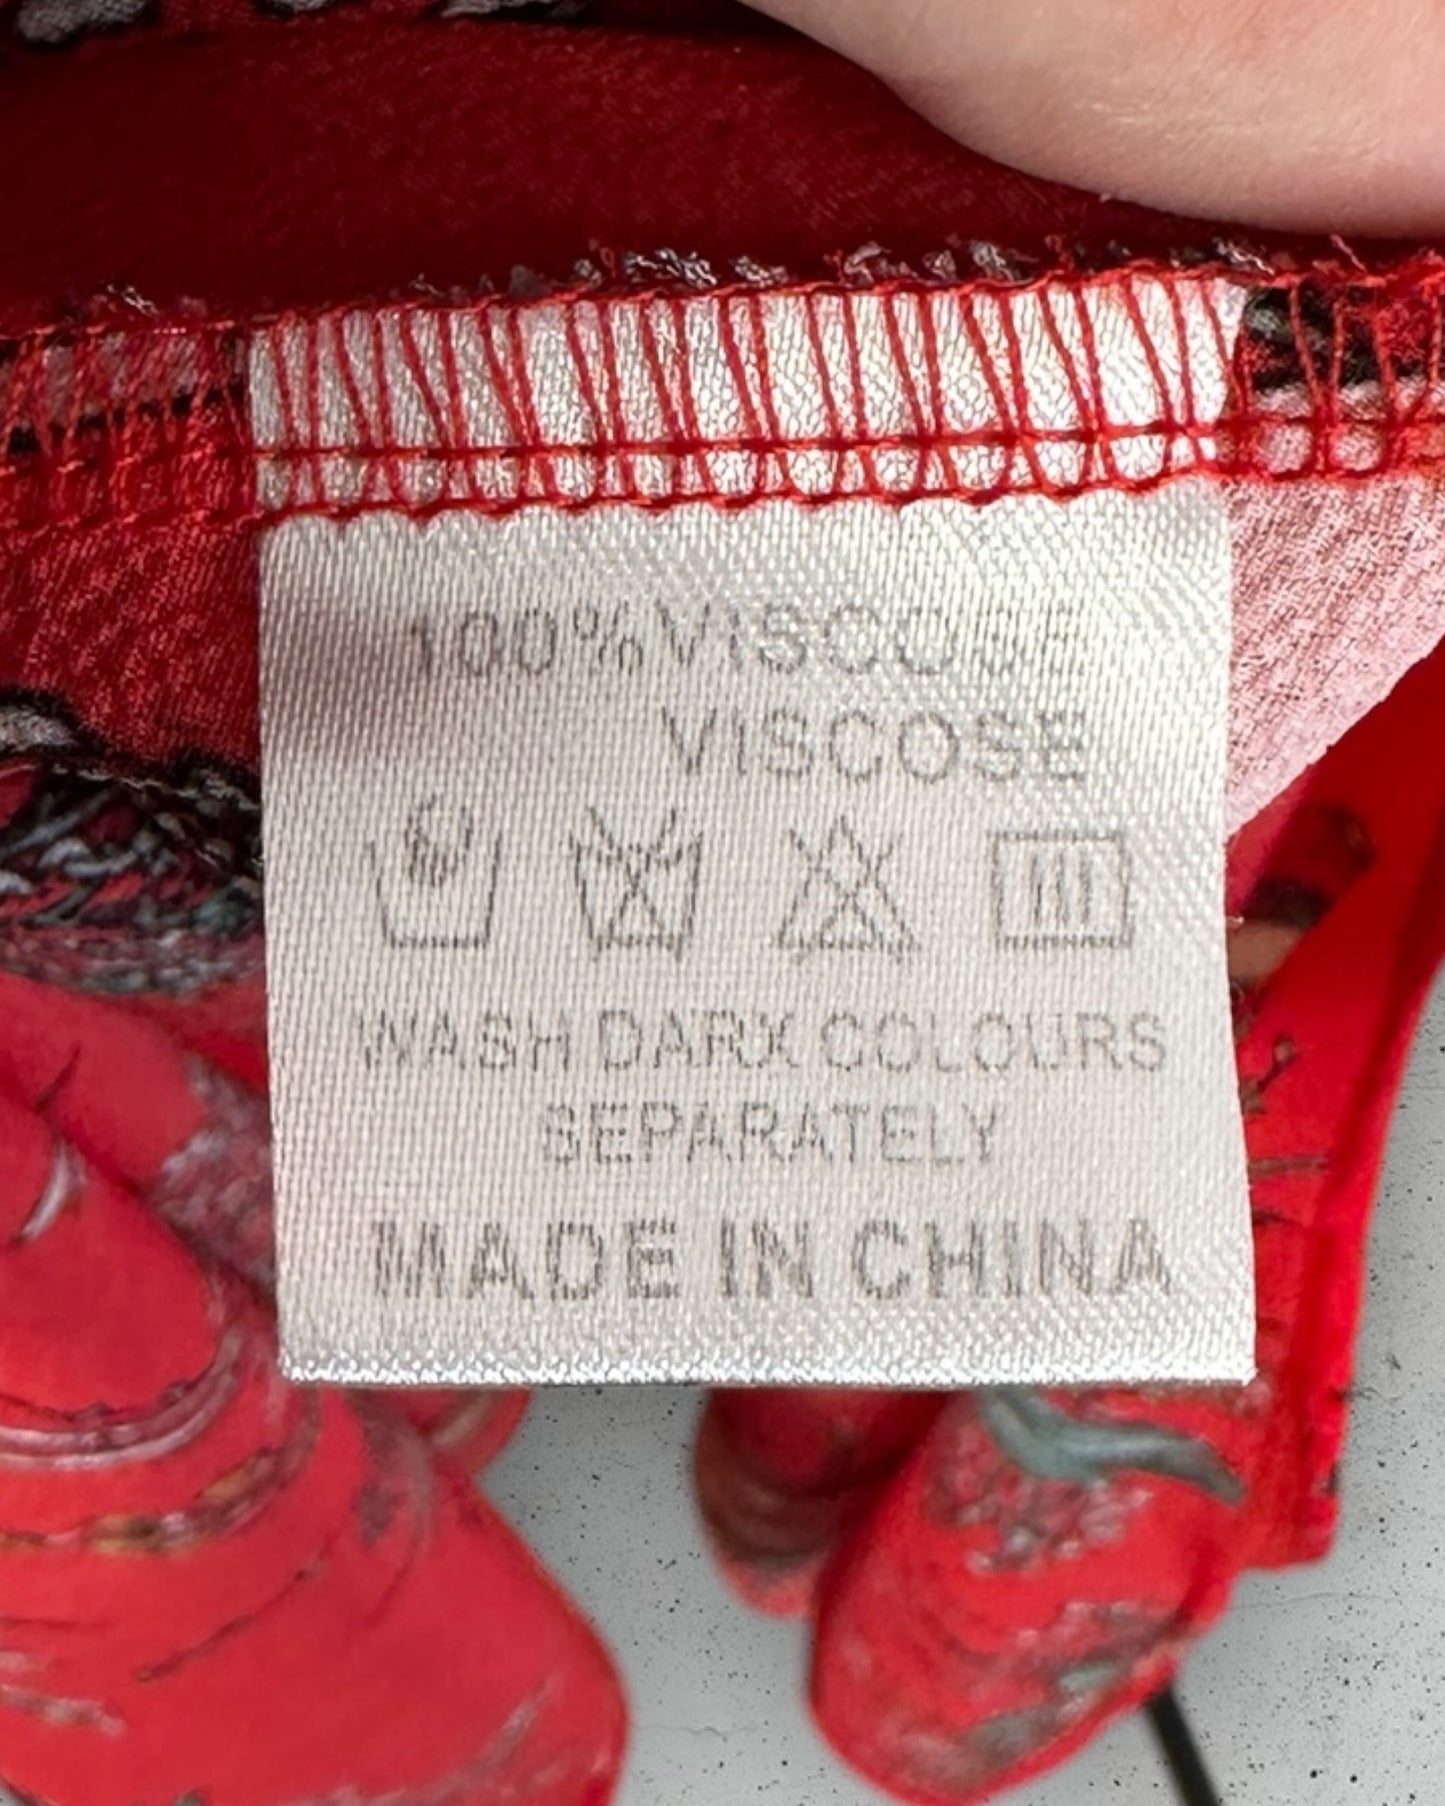 100%VISCOSE
VISCOSE
WASH DARK COLOURS
SEPARATELY
MADE IN CHINA